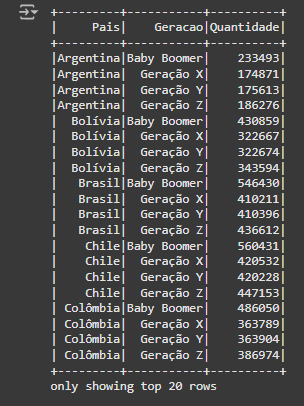 +---------+-----------+----------+
|     Pais|    Geracao|Quantidade|
+---------+-----------+----------+
|Argentina|Baby Boomer|    233493|
|Argentina|  Geração X|    174871|
|Argentina|  Geração Y|    175613|
|Argentina|  Geração Z|    186276|
|  Bolívia|Baby Boomer|    430859|
|  Bolívia|  Geração X|    322667|
|  Bolívia|  Geração Y|    322674|
|  Bolívia|  Geração Z|    343594|
|   Brasil|Baby Boomer|    546430|
|   Brasil|  Geração X|    410211|
|   Brasil|  Geração Y|    410396|
|   Brasil|  Geração Z|    436612|
|    Chile|Baby Boomer|    560431|
|    Chile|  Geração X|    420532|
|    Chile|  Geração Y|    420228|
|    Chile|  Geração Z|    447153|
| Colômbia|Baby Boomer|    486050|
| Colômbia|  Geração X|    363789|
| Colômbia|  Geração Y|    363904|
| Colômbia|  Geração Z|    386974|
+---------+-----------+----------+
only showing top 20 rows